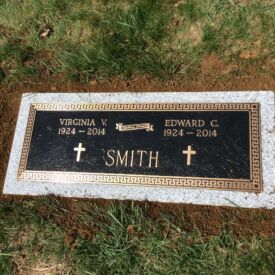 VIRGINIA V. EDWARD C.
1924 - 2014 1924 - 2014
SMITH